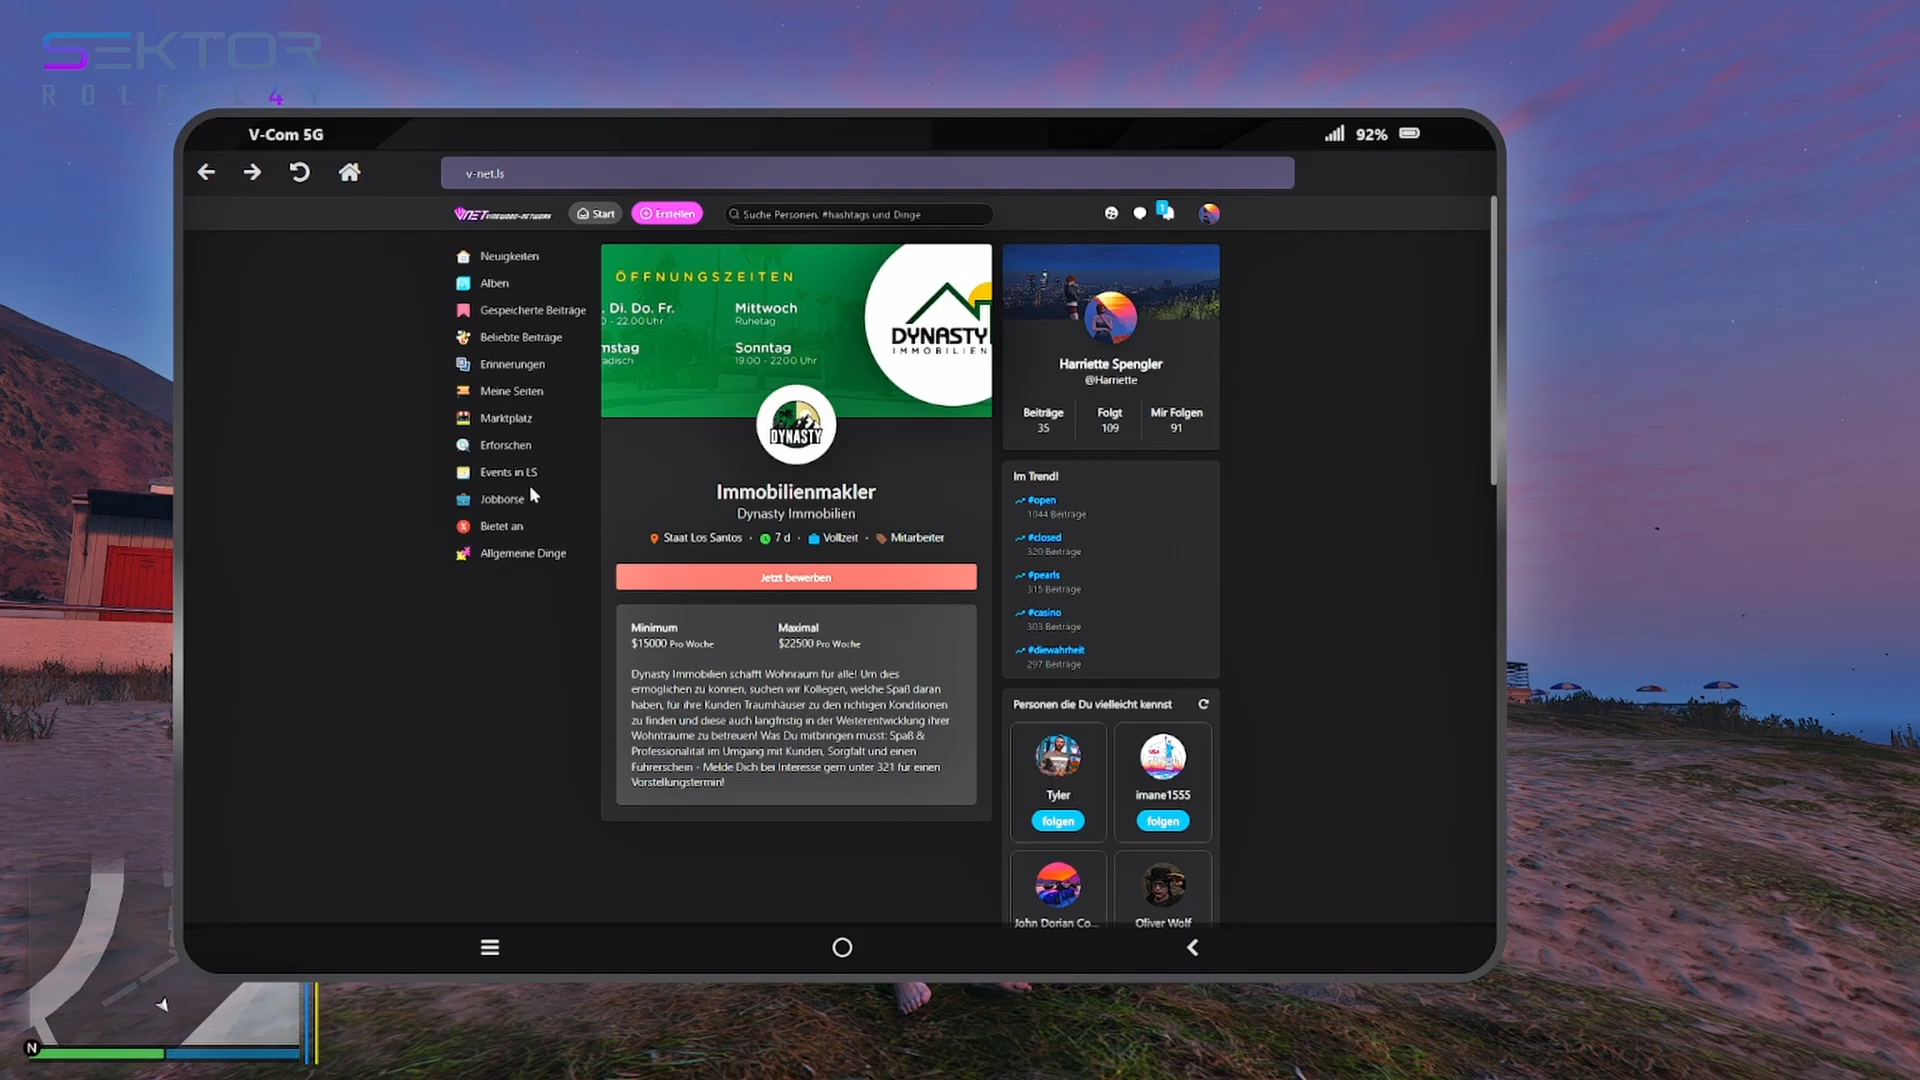 SEKTOR
ROLEPL4Y
V-Com 5G
92%
v-net.ls
VNET VINEWOOD-NETWORK
Start
Erstellen
Suche Personen, #hashtags und Dinge
1
Neuigkeiten
Alben
Gespeicherte Beiträge
Beliebte Beiträge
Erinnerungen
Meine Seiten
Marktplatz
Erforschen
Events in LS
Jobbörse
Bietet an
Allgemeine Dinge
ÖFFNUNGSZEITEN
. Di. Do. Fr.
0 - 22.00 Uhr
Mittwoch
Ruhetag
mstag
radisch
Sonntag
19.00 - 22.00 Uhr
DYNASTY
IMMOBILIEN
DYNASTY
Immobilienmakler
Dynasty Immobilien
Staat Los Santos · 7 d · Vollzeit · Mitarbeiter
Jetzt bewerben
Minimum
$15000 Pro Woche
Maximal
$22500 Pro Woche
Dynasty Immobilien schafft Wohnraum für alle! Um dies
ermöglichen zu können, suchen wir Kollegen, welche Spaß daran
haben, für ihre Kunden Traumhäuser zu den richtigen Konditionen
zu finden und diese auch langfristig in der Weiterentwicklung ihrer
Wohnträume zu betreuen! Was Du mitbringen musst: Spaß &
Professionalität im Umgang mit Kunden, Sorgfalt und einen
Führerschein - Melde Dich bei Interesse gern unter 321 für einen
Vorstellungstermin!
Harriette Spengler
@Harriette
Beiträge
35
Folgt
109
Mir Folgen
91
Im Trend!
#open
1044 Beiträge
#closed
320 Beiträge
#pearls
315 Beiträge
#casino
303 Beiträge
#diewahrheit
297 Beiträge
Personen die Du vielleicht kennst
Tyler
folgen
USA
imane1555
folgen
John Dorian Co...
Oliver Wolf
N